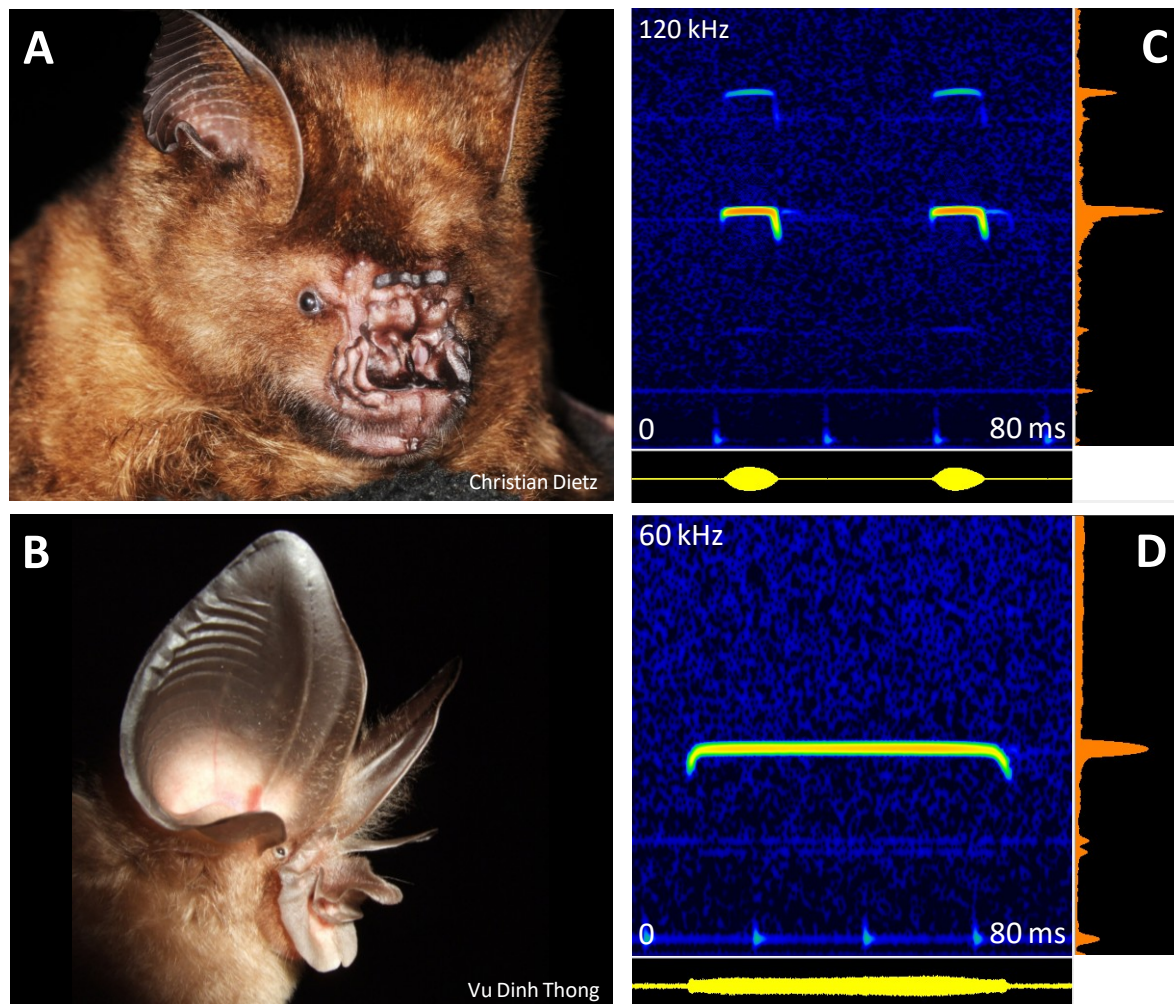 A
Christian Dietz
120 kHz
C
0
80 ms
B
Vu Dinh Thong
60 kHz
D
0
80 ms